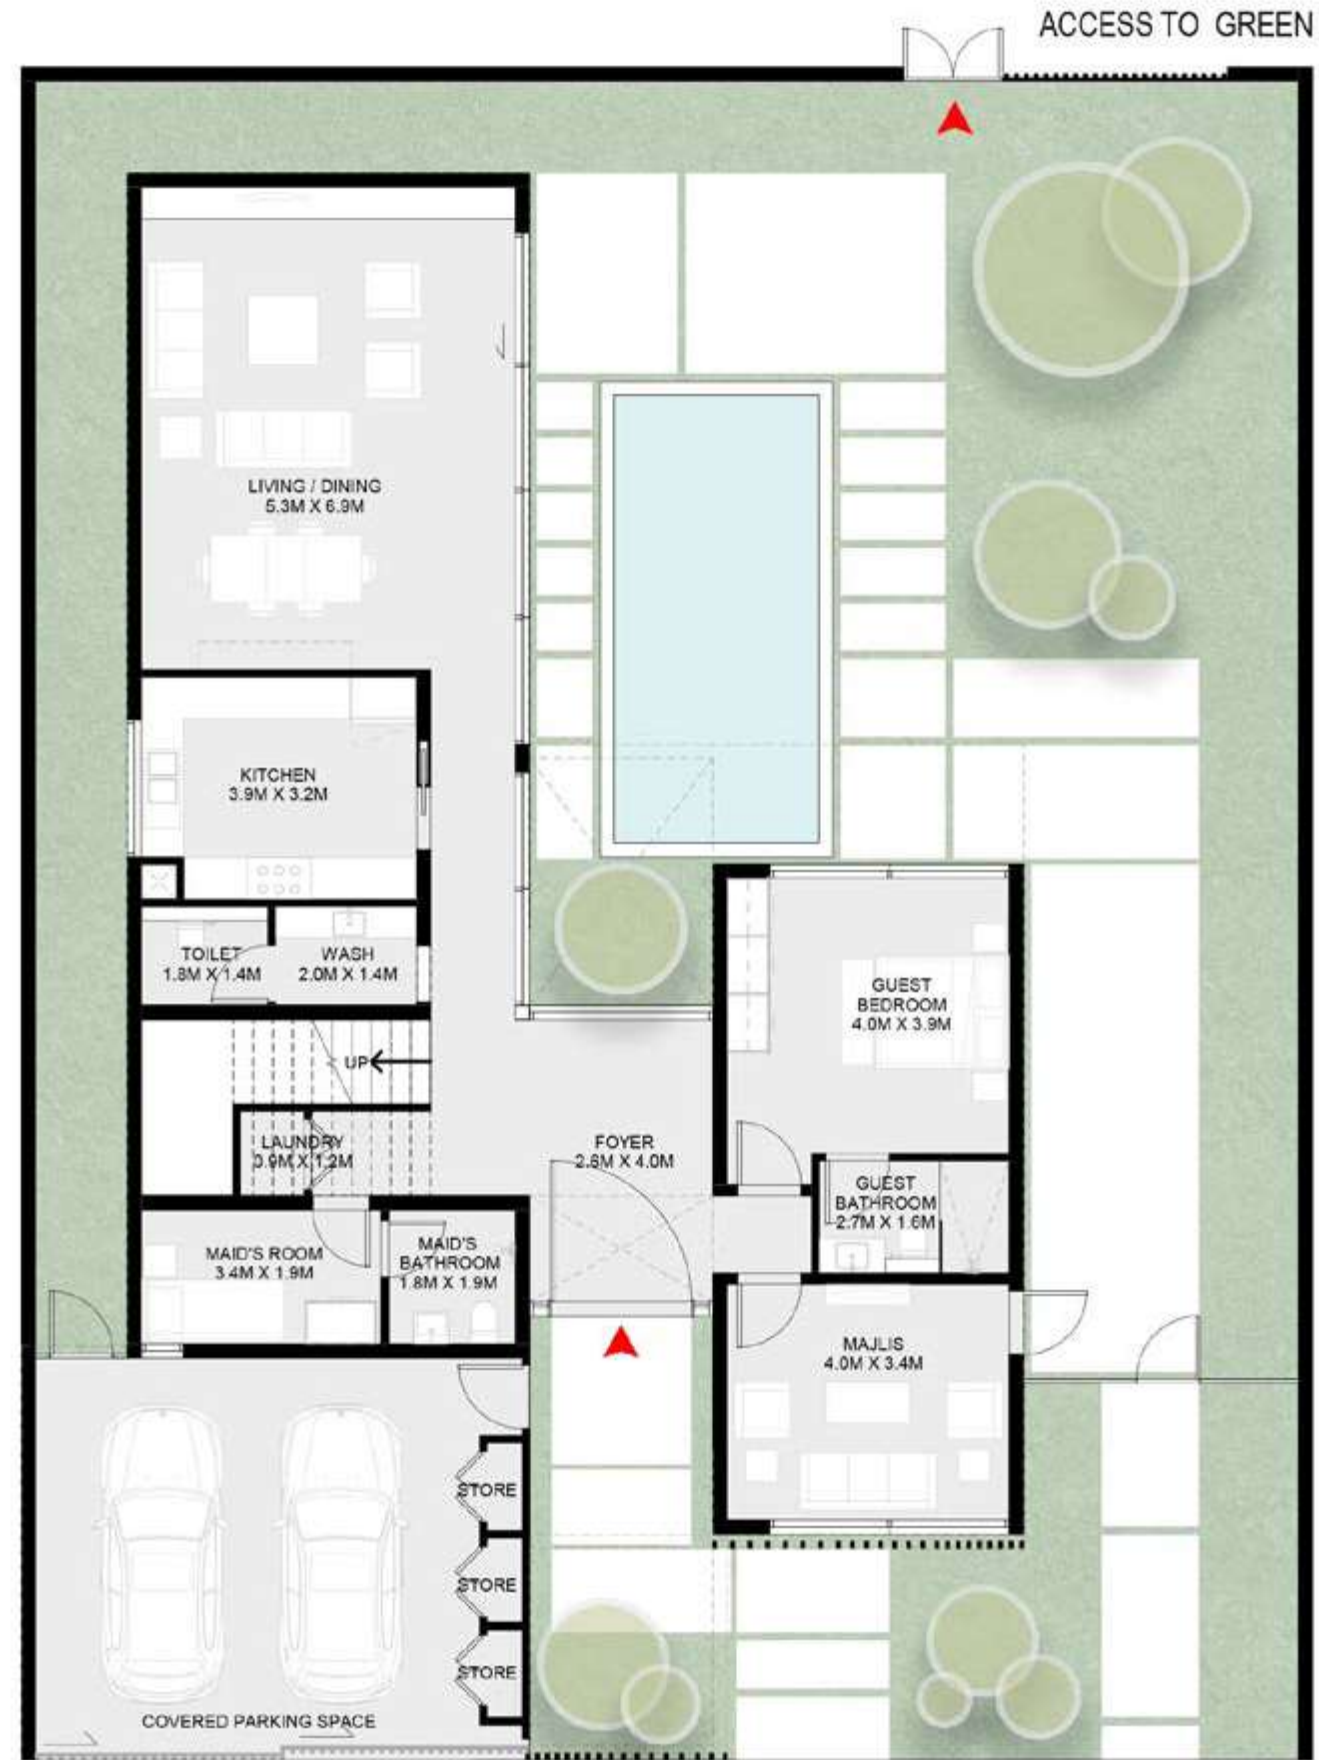 ACCESS TO GREEN
LIVING / DINING
5.3M X 6.9M
KITCHEN
3.9M X 3.2M
TOILET
1.8M X 1.4M
WASH
2.0M X 1.4M
GUEST
BEDROOM
4.0M X 3.9M
UP
LAUNDRY
3.9M X 1.2M
FOYER
2.6M X 4.0M
GUEST
BATHROOM
2.7M X 1.6M
MAID'S ROOM
3.4M X 1.9M
MAID'S
BATHROOM
1.8M X 1.9M
MAJLIS
4.0M X 3.4M
STORE
STORE
STORE
COVERED PARKING SPACE